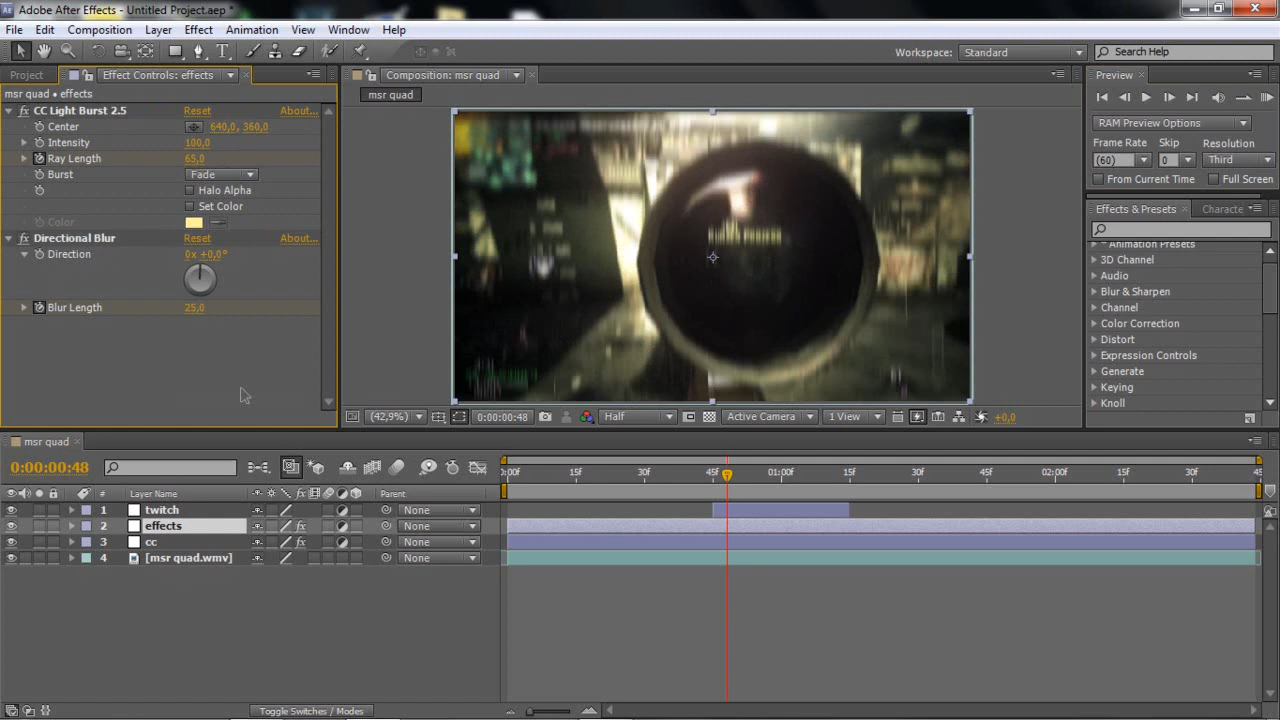 Adobe After Effects - Untitled Project.aep *
File Edit Composition Layer Effect Animation View Window Help
Workspace: Standard Search Help
Project Effect Controls: effects Composition: msr quad Preview
msr quad • effects
msr quad
CC Light Burst 2.5 Reset About...
Center 640,0, 360,0
Intensity 100,0
Ray Length 65,0
Burst Fade
Halo Alpha
Set Color
Color
Directional Blur Reset About...
Direction 0x +0,0°
Blur Length 25,0
RAM Preview Options
Frame Rate Skip Resolution
(60) 0 Third
From Current Time Full Screen
Effects & Presets Characte
* Animation Presets
3D Channel
Audio
Blur & Sharpen
Channel
Color Correction
Distort
Expression Controls
Generate
Keying
Knoll
(42,9%) 0:00:00:48 Half Active Camera 1 View +0,0
msr quad
0:00:00:48
0:00f 15f 30f 45f 01:00f 15f 30f 45f 02:00f 15f 30f 45
# Layer Name fx Parent
1 twitch None
2 effects fx None
3 cc fx None
4 [msr quad.wmv] None
Toggle Switches / Modes